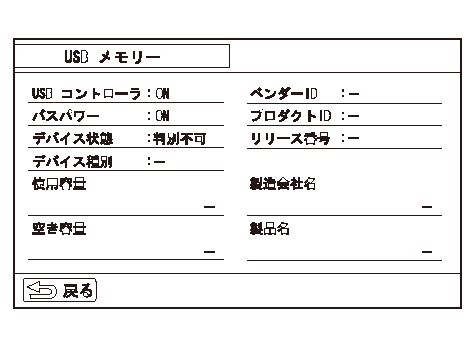 USB メモリー
USB コントローラ：ON
バスパワー ：ON
デバイス状態 ：判別不可
デバイス種別 ：－
使用容量
－
空き容量
－
ベンダーID ：－
プロダクトID ：－
リリース番号 ：－
製造会社名
－
製品名
－
戻る